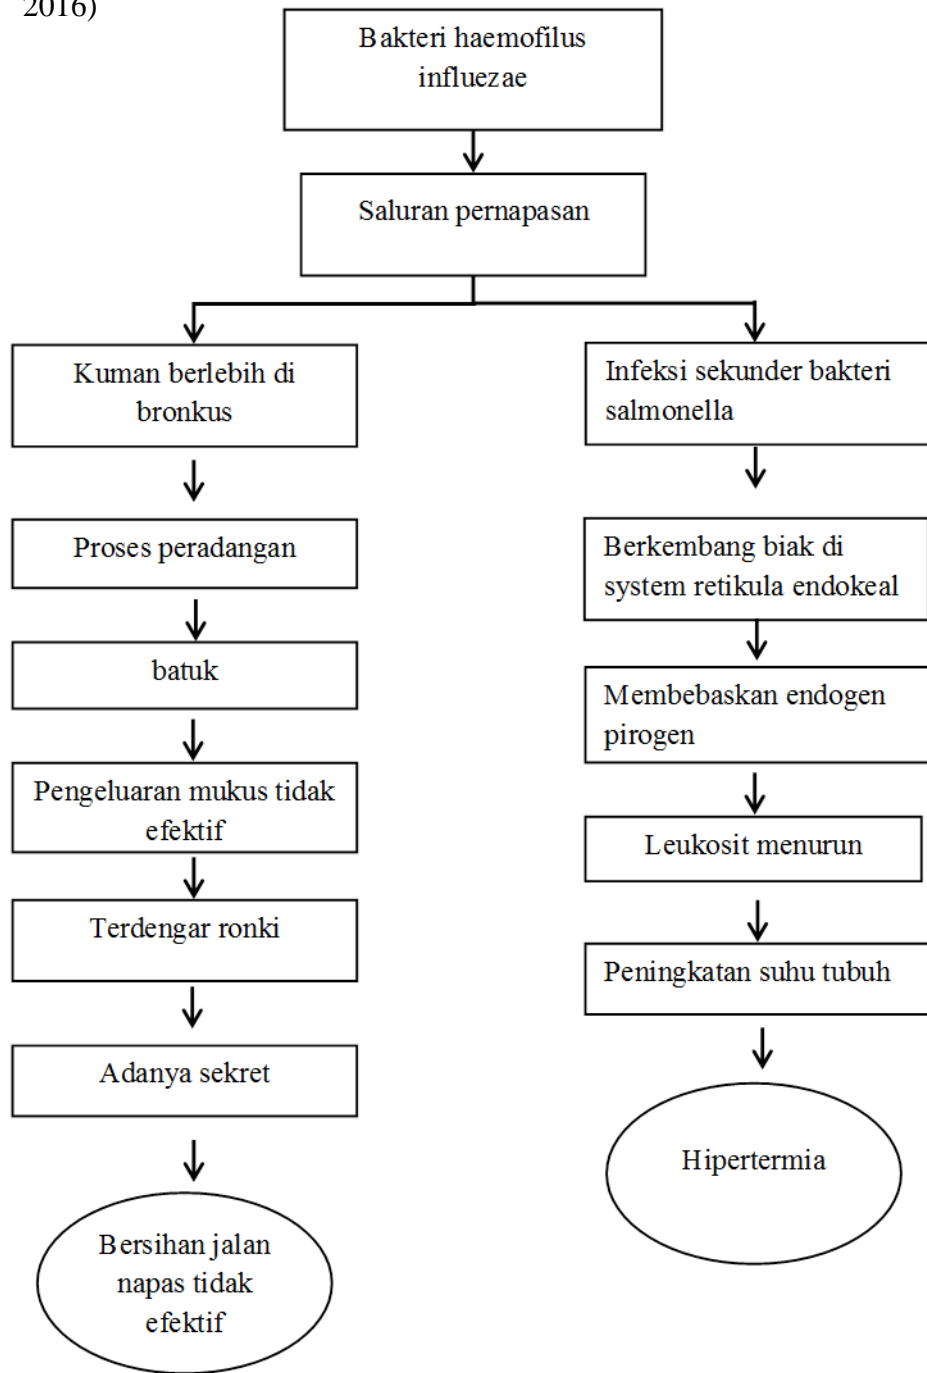 2016)
Bakteri haemofilus
influezae
Saluran pernapasan
Kuman berlebih di
bronkus
Proses peradangan
batuk
Pengeluaran mukus tidak
efektif
Terdengar ronki
Adanya sekret
Bersihan jalan
napas tidak
efektif
Infeksi sekunder bakteri
salmonella
Berkembang biak di
system retikula endokeal
Membebaskan endogen
pirogen
Leukosit menurun
Peningkatan suhu tubuh
Hipertermia